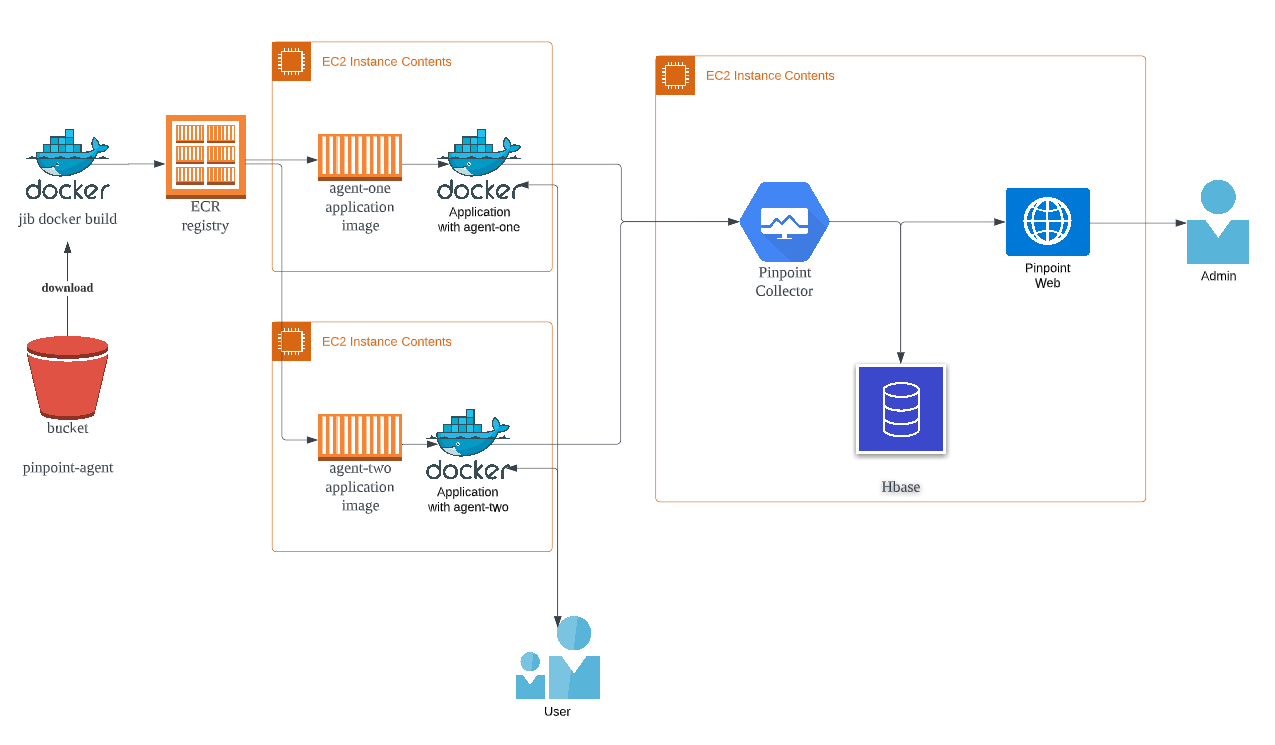 EC2 Instance Contents
EC2 Instance Contents
docker
jib docker build
ECR
registry
agent-one
application
image
docker
Application
with agent-one
Pinpoint
Collector
Pinpoint
Web
Admin
download
bucket
pinpoint-agent
EC2 Instance Contents
agent-two
application
image
docker
Application
with agent-two
Hbase
User